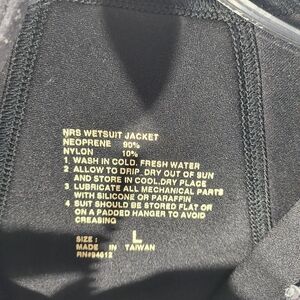 NRS WETSUIT JACKET
NEOPRENE 90%
NYLON 10%
1. WASH IN COLD, FRESH WATER
2. ALLOW TO DRIP, DRY OUT OF SUN
AND STORE IN COOL, DRY PLACE
3. LUBRICATE ALL MECHANICAL PARTS
WITH SILICONE OR PARAFFIN
4. SUIT SHOULD BE STORED FLAT OR
ON A PADDED HANGER TO AVOID
CREASING
SIZE : L
MADE IN TAIWAN
RN#94612